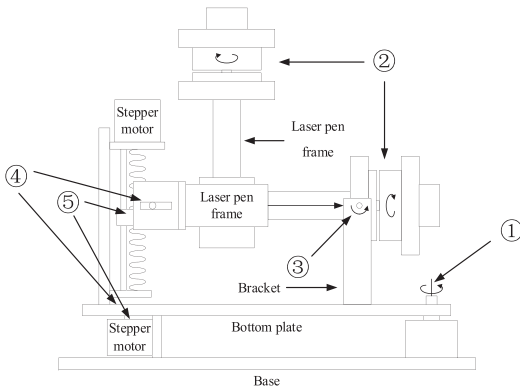 ②
Stepper
motor
Laser pen
frame
④
⑤
Laser pen
frame
①
③
Bracket
Stepper
motor
Bottom plate
Base